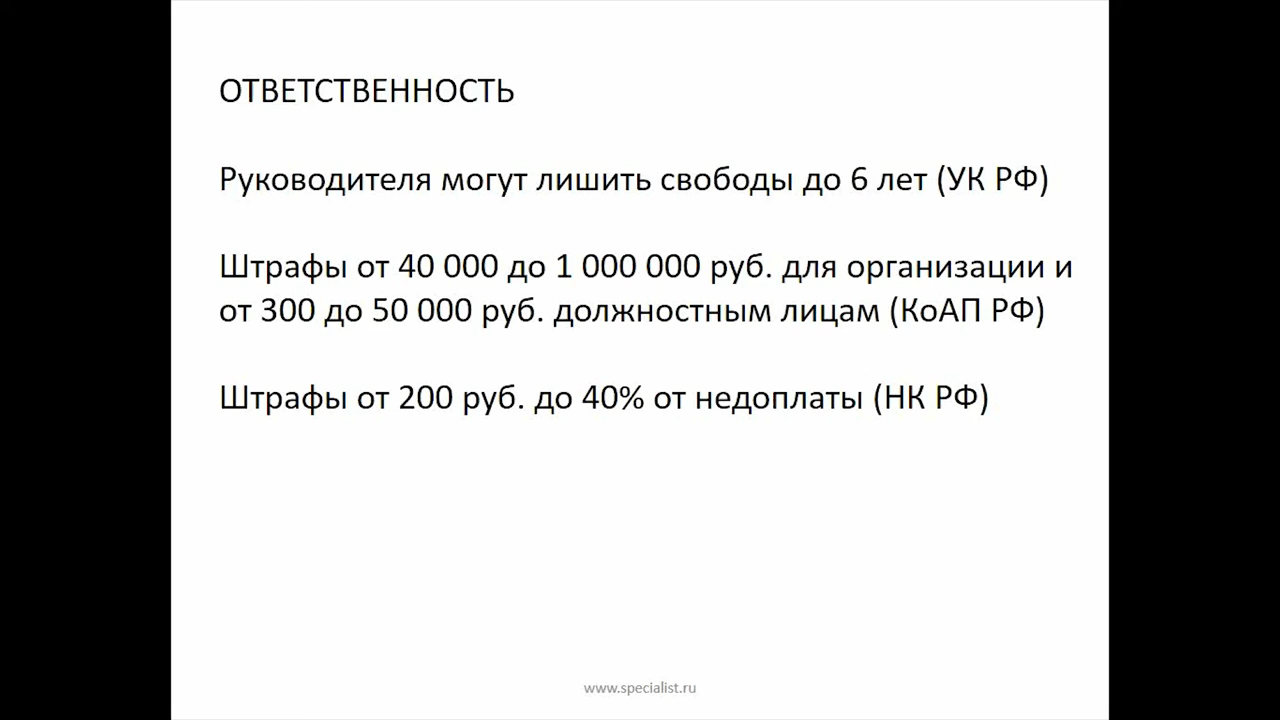 ОТВЕТСТВЕННОСТЬ
Руководителя могут лишить свободы до 6 лет (УК РФ)
Штрафы от 40 000 до 1 000 000 руб. для организации и
от 300 до 50 000 руб. должностным лицам (КоАП РФ)
Штрафы от 200 руб. до 40% от недоплаты (НК РФ)
www.specialist.ru